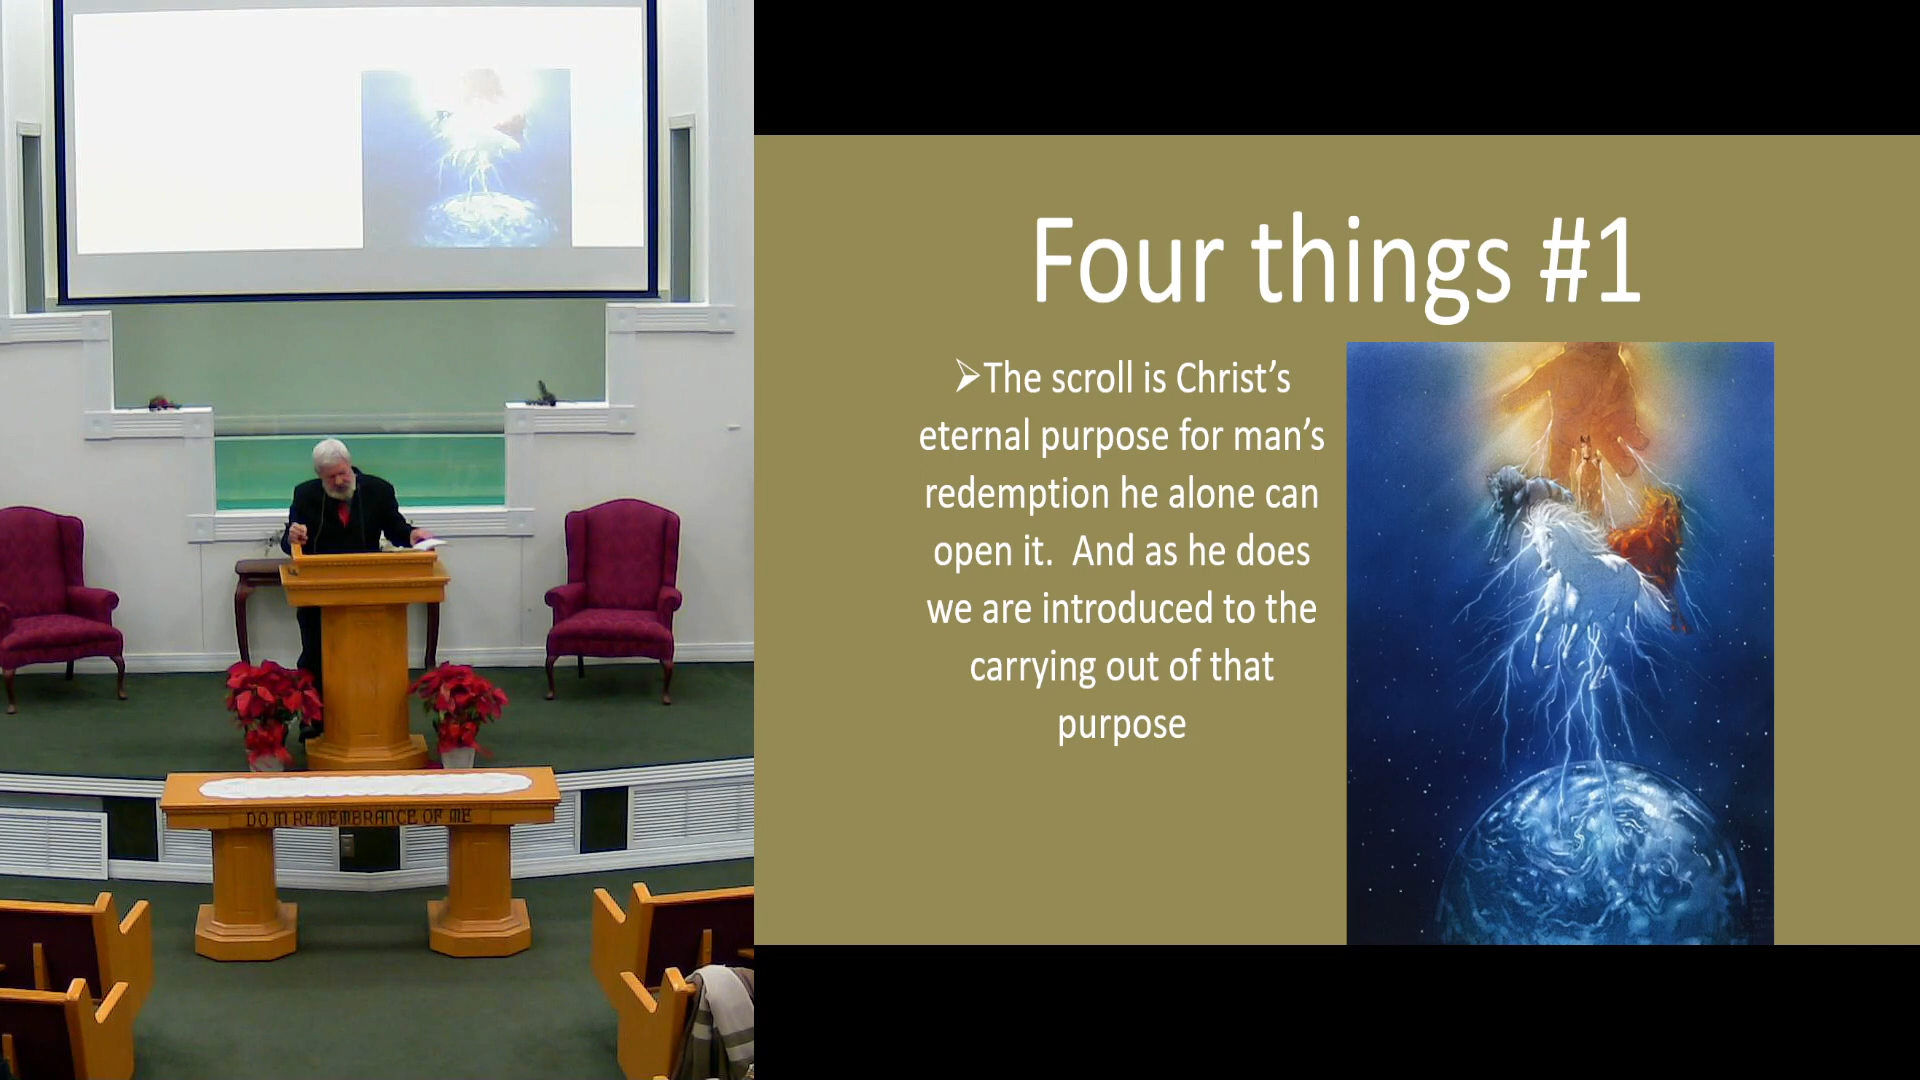 Four things #1
➢The scroll is Christ’s
eternal purpose for man’s
redemption he alone can
open it.  And as he does
we are introduced to the
carrying out of that
purpose
DO IN REMEMBRANCE OF ME